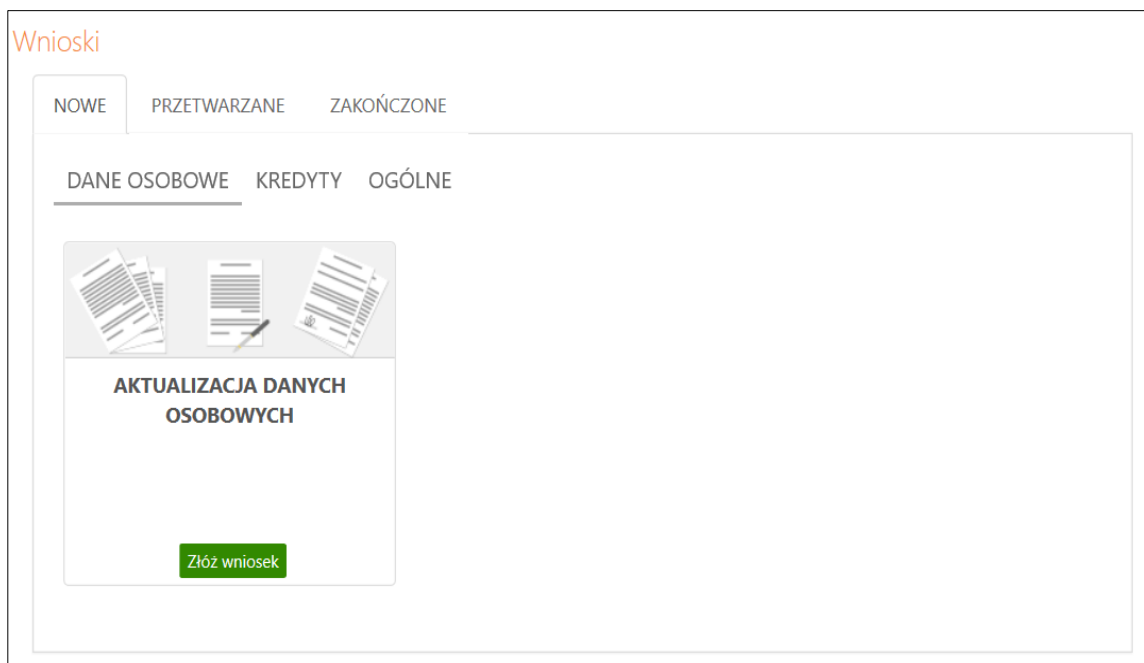 Wnioski
NOWE PRZETWARZANE ZAKOŃCZONE
DANE OSOBOWE KREDYTY OGÓLNE
AKTUALIZACJA DANYCH
OSOBOWYCH
Złóż wniosek